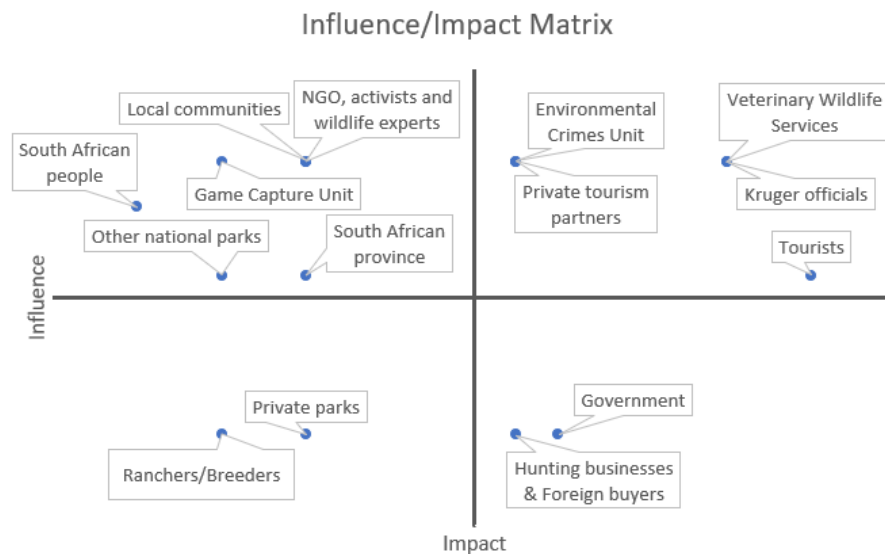 Influence/Impact Matrix
Local communities
NGO, activists and
wildlife experts
Environmental
Crimes Unit
Veterinary Wildlife
Services
South African
people
Game Capture Unit
Private tourism
partners
Kruger officials
Other national parks
South African
province
Tourists
Influence
Private parks
Government
Ranchers/Breeders
Hunting businesses
& Foreign buyers
Impact